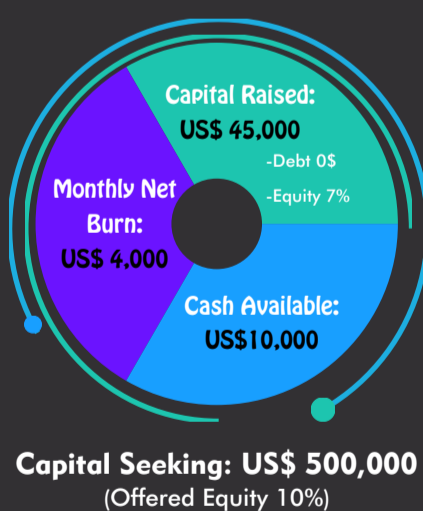 Capital Raised:
US$ 45,000
-Debt 0$
-Equity 7%
Monthly Net
Burn:
US$ 4,000
Cash Available:
US$10,000
Capital Seeking: US$ 500,000
(Offered Equity 10%)